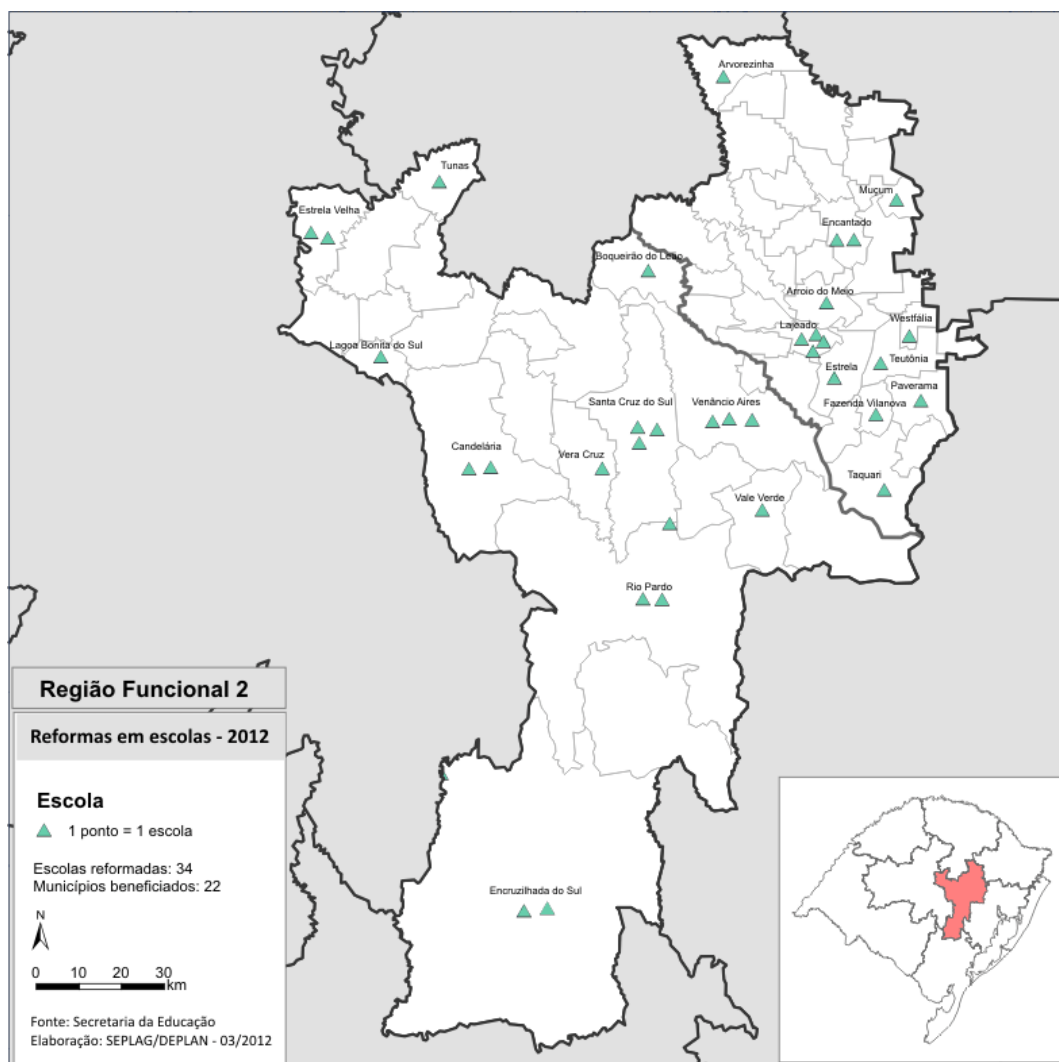 Arvorezinha
Tunas
Muçum
Estrela Velha
Encantado
Boqueirão do Leão
Arroio do Meio
Westfália
Lajeado
Lagoa Bonita do Sul
Teutônia
Estrela
Paverama
Santa Cruz do Sul
Venâncio Aires
Fazenda Vilanova
Candelária
Vera Cruz
Taquari
Vale Verde
Rio Pardo
Encruzilhada do Sul
Região Funcional 2
Reformas em escolas - 2012
Escola
1 ponto = 1 escola
Escolas reformadas: 34
Municípios beneficiados: 22
N
0 10 20 30
km
Fonte: Secretaria da Educação
Elaboração: SEPLAG/DEPLAN - 03/2012